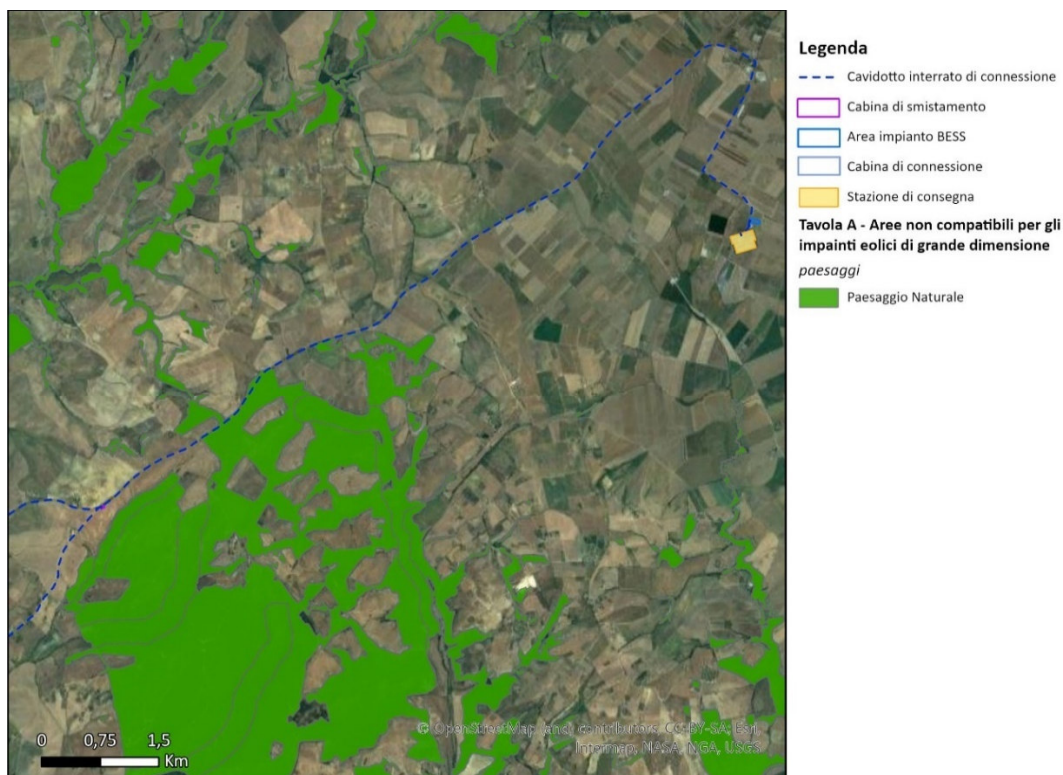 Legenda
Cavidotto interrato di connessione
Cabina di smistamento
Area impianto BESS
Cabina di connessione
Stazione di consegna
Tavola A - Aree non compatibili per gli
impainti eolici di grande dimensione
paesaggi
Paesaggio Naturale
0 0,75 1,5
Km
© OpenStreetMap (and) contributors, CC-BY-SA; Esri,
Intermap, NASA, NGA, USGS